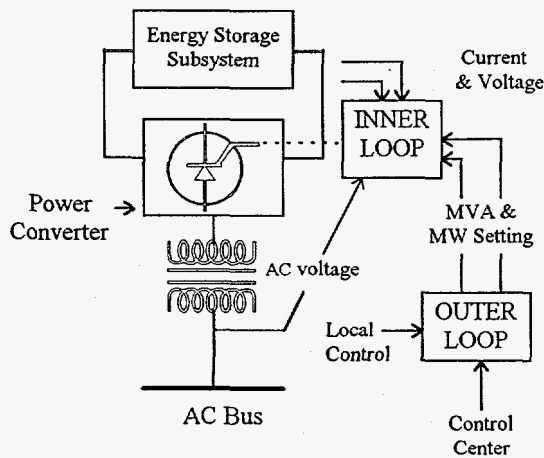 Energy Storage
Subsystem
Current
& Voltage
INNER
LOOP
Power
Converter
MVA &
MW Setting
AC voltage
OUTER
LOOP
Local
Control
AC Bus
Control
Center